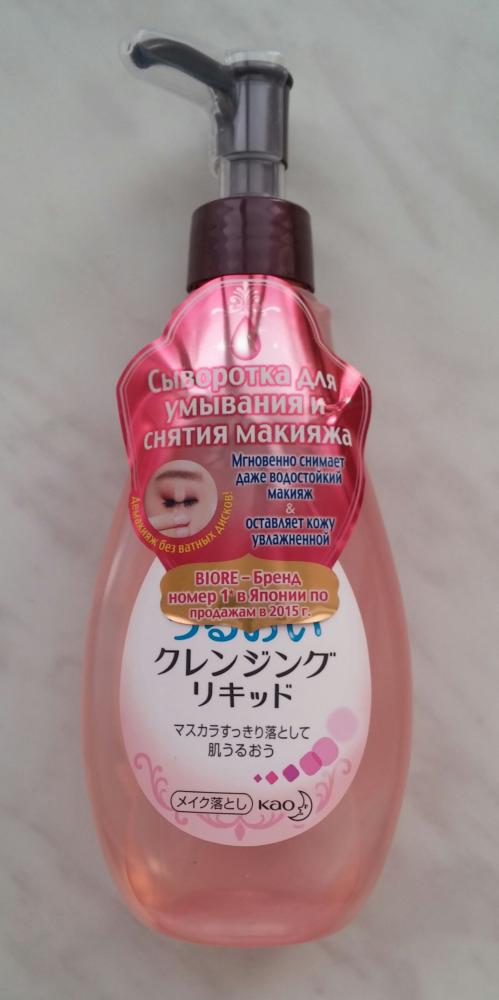 Сыворотка для
умывания и
снятия макияжа
Мгновенно снимает
даже водостойкий
макияж
&
оставляет кожу
увлажненной
Демакияж без ватных дисков!
BIORE – Бренд
номер 1* в Японии по
продажам в 2015 г.
うるおい
クレンジング
リキッド
マスカラすっきり落として
肌うるおう
メイク落とし Kao